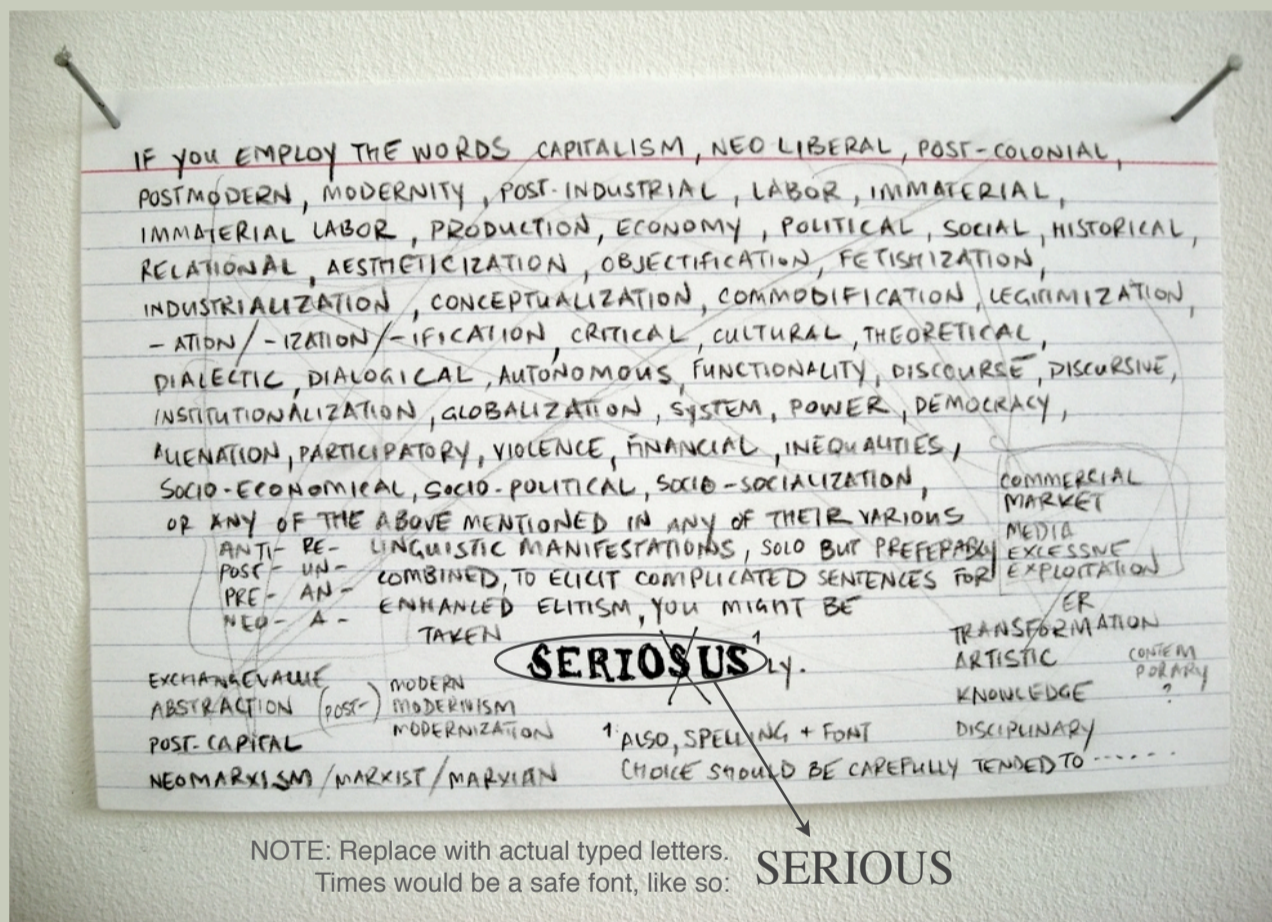 IF YOU EMPLOY THE WORDS CAPITALISM, NEO LIBERAL, POST-COLONIAL,
POSTMODERN, MODERNITY, POST-INDUSTRIAL, LABOR, IMMATERIAL,
IMMATERIAL LABOR, PRODUCTION, ECONOMY, POLITICAL, SOCIAL, HISTORICAL,
RELATIONAL, AESTHETICIZATION, OBJECTIFICATION, FETISHIZATION,
INDUSTRIALIZATION, CONCEPTUALIZATION, COMMODIFICATION, LEGITIMIZATION,
-ATION/-IZATION/-IFICATION, CRITICAL, CULTURAL, THEORETICAL,
DIALECTIC, DIALOGICAL, AUTONOMOUS, FUNCTIONALITY, DISCOURSE, DISCURSIVE,
INSTITUTIONALIZATION, GLOBALIZATION, SYSTEM, POWER, DEMOCRACY,
ALIENATION, PARTICIPATORY, VIOLENCE, FINANCIAL, INEQUALITIES,
SOCIO-ECONOMICAL, SOCIO-POLITICAL, SOCIO-SOCIALIZATION,
OR ANY OF THE ABOVE MENTIONED IN ANY OF THEIR VARIOUS
LINGUISTIC MANIFESTATIONS, SOLO BUT PREFERABLY
COMBINED, TO ELICIT COMPLICATED SENTENCES FOR
ENHANCED ELITISM, YOU MIGHT BE
TAKEN
SERIOSUS¹LY.
ANTI- RE-
POST- UN-
PRE- AN-
NEO- A-
COMMERCIAL
MARKET
MEDIA
EXCESSIVE
EXPLOITATION
ER
TRANSFORMATION
ARTISTIC
KNOWLEDGE
DISCIPLINARY
CONTEM
PORARY
?
EXCHANGE VALUE
ABSTRACTION
POST-CAPITAL
NEOMARXISM/MARXIST/MARXIAN
(POST-)
MODERN
MODERNISM
MODERNIZATION
1. ALSO, SPELLING + FONT
CHOICE SHOULD BE CAREFULLY TENDED TO ......
NOTE: Replace with actual typed letters.
Times would be a safe font, like so:
SERIOUS